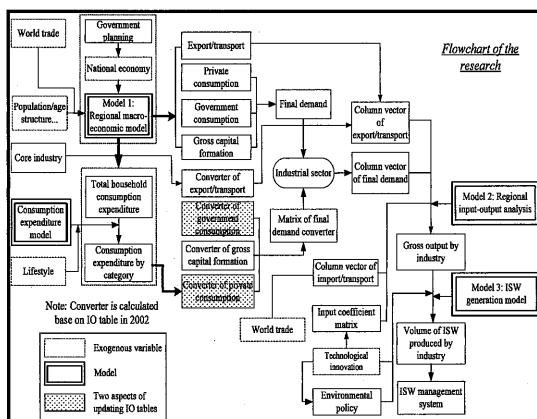 Flowchart of the
research
World trade
Government
planning
National economy
Population/age
structure...
Model 1:
Regional macro-
economic model
Core industry
Export/transport
Private
consumption
Government
consumption
Gross capital
formation
Final demand
Column vector
of
export/transport
Industrial sector
Column vector
of final demand
Converter of
export/transport
Converter of
government
consumption
Converter of gross
capital formation
Converter of
private consumption
Matrix of final
demand converter
Total household
consumption
expenditure
Consumption
expenditure
model
Lifestyle
Consumption
expenditure by
category
Model 2: Regional
input-output analysis
Gross output by
industry
Column vector of
import/transport
Model 3: ISW
generation model
World trade
Input coefficient
matrix
Volume of ISW
produced by
industry
Technological
innovation
Environmental
policy
ISW management
system
Note: Converter is calculated
base on IO table in 2002
Exogenous variable
Model
Two aspects of
updating IO tables